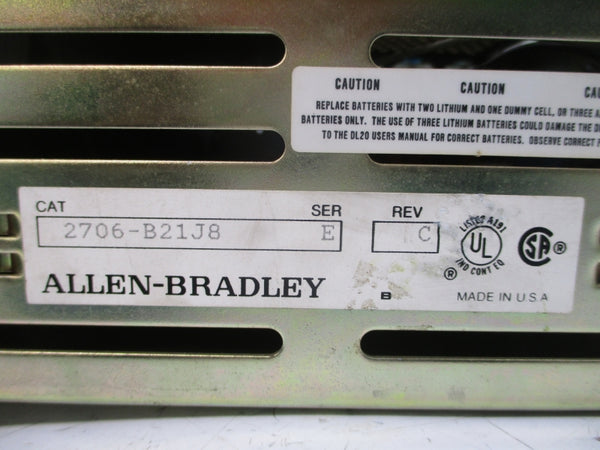 CAUTION CAUTION
REPLACE BATTERIES WITH TWO LITHIUM AND ONE DUMMY CELL, OR THREE
BATTERIES ONLY. THE USE OF THREE LITHIUM BATTERIES COULD DAMAGE THE
TO THE DL20 USERS MANUAL FOR CORRECT BATTERIES. OBSERVE CORRECT
CAT SER REV
2706-B21J8 E C
LISTED A191
UL
IND CONT EQ
®
SA ®
ALLEN-BRADLEY
B
MADE IN U.S.A